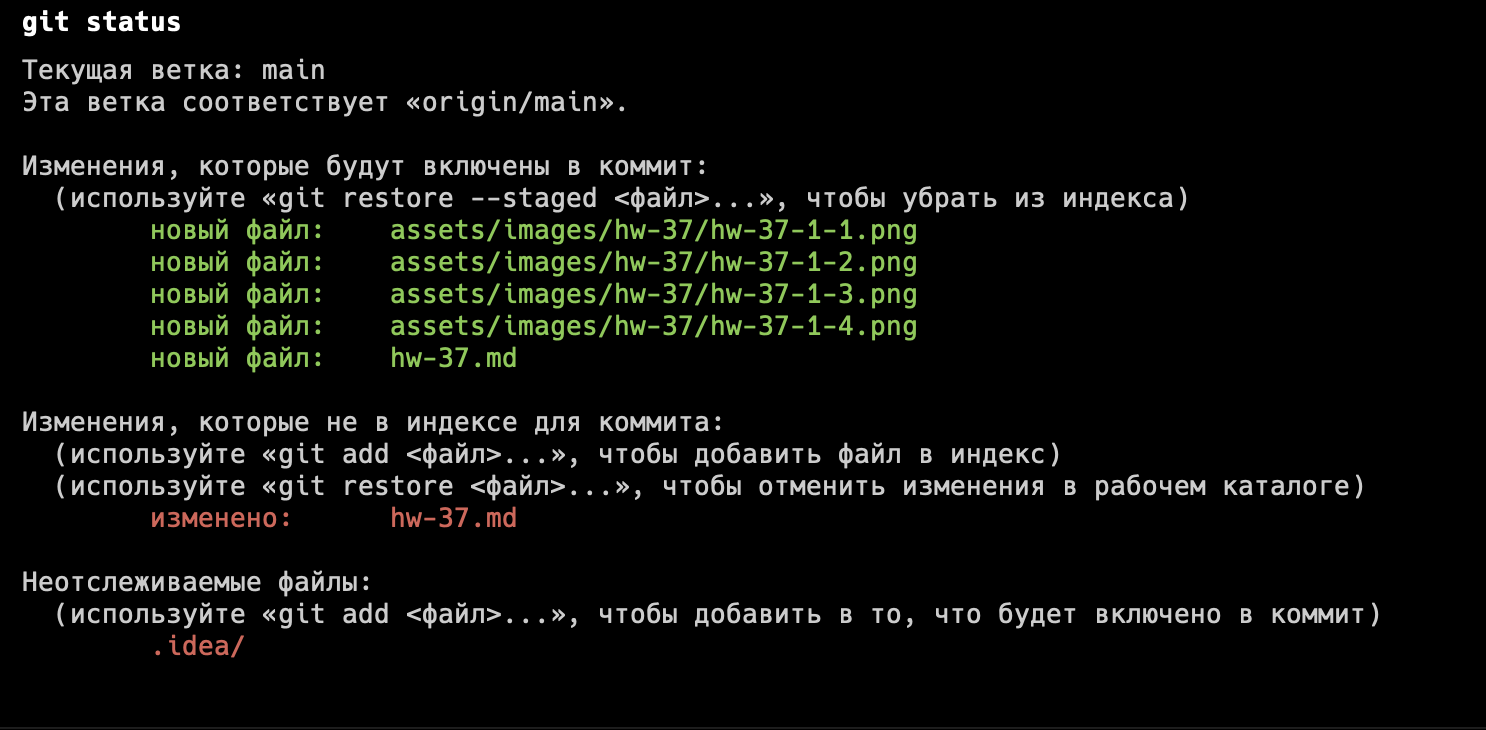 git status
Текущая ветка: main
Эта ветка соответствует «origin/main».
Изменения, которые будут включены в коммит:
(используйте «git restore --staged <файл>...», чтобы убрать из индекса)
новый файл:    assets/images/hw-37/hw-37-1-1.png
новый файл:    assets/images/hw-37/hw-37-1-2.png
новый файл:    assets/images/hw-37/hw-37-1-3.png
новый файл:    assets/images/hw-37/hw-37-1-4.png
новый файл:    hw-37.md
Изменения, которые не в индексе для коммита:
(используйте «git add <файл>...», чтобы добавить файл в индекс)
(используйте «git restore <файл>...», чтобы отменить изменения в рабочем каталоге)
изменено:      hw-37.md
Неотслеживаемые файлы:
(используйте «git add <файл>...», чтобы добавить в то, что будет включено в коммит)
.idea/